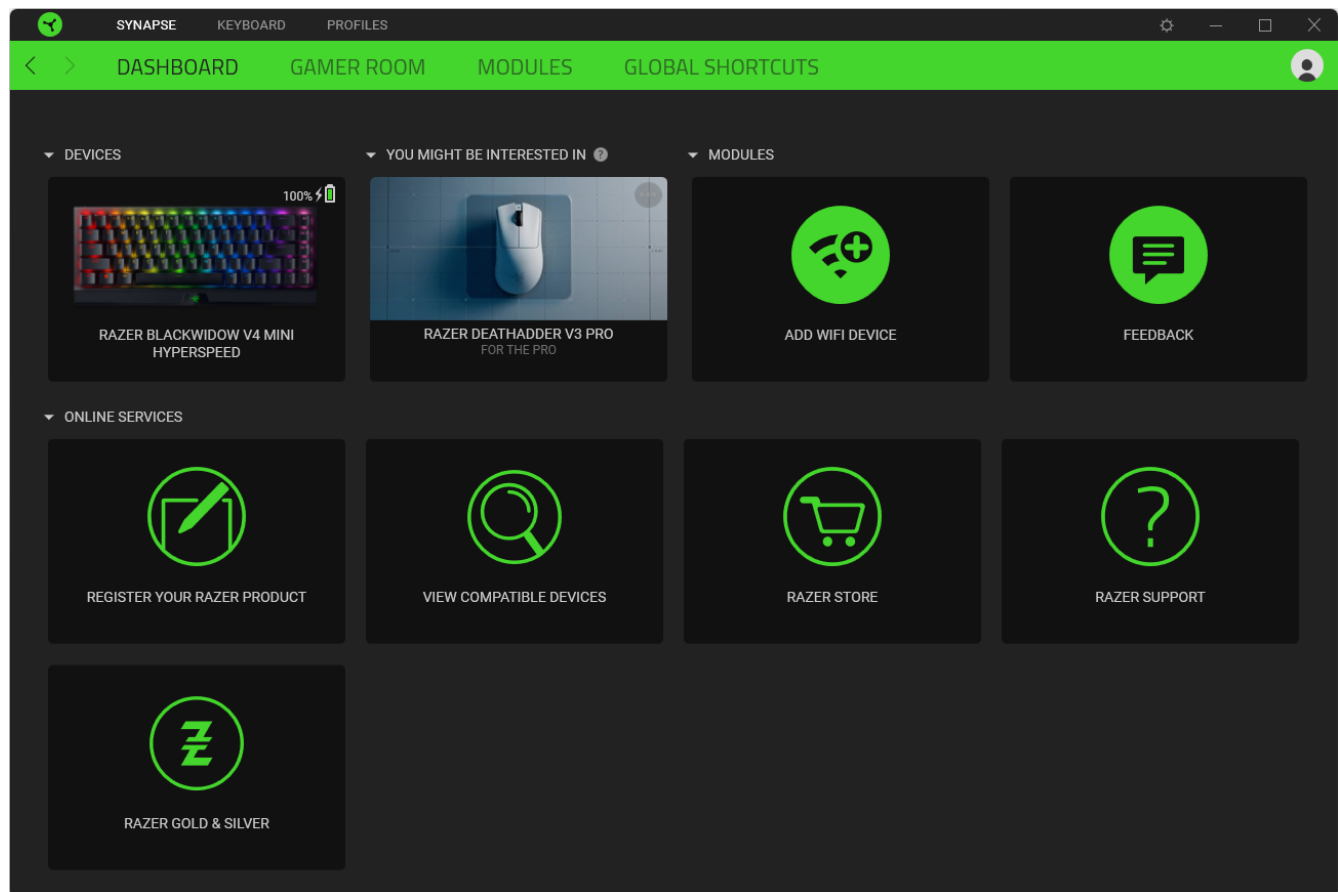 SYNAPSE KEYBOARD PROFILES
DASHBOARD GAMER ROOM MODULES GLOBAL SHORTCUTS
DEVICES
100%
RAZER BLACKWIDOW V4 MINI
HYPERSPEED
YOU MIGHT BE INTERESTED IN ?
RAZER DEATHADDER V3 PRO
FOR THE PRO
MODULES
ADD WIFI DEVICE
FEEDBACK
ONLINE SERVICES
REGISTER YOUR RAZER PRODUCT
VIEW COMPATIBLE DEVICES
RAZER STORE
RAZER SUPPORT
RAZER GOLD & SILVER